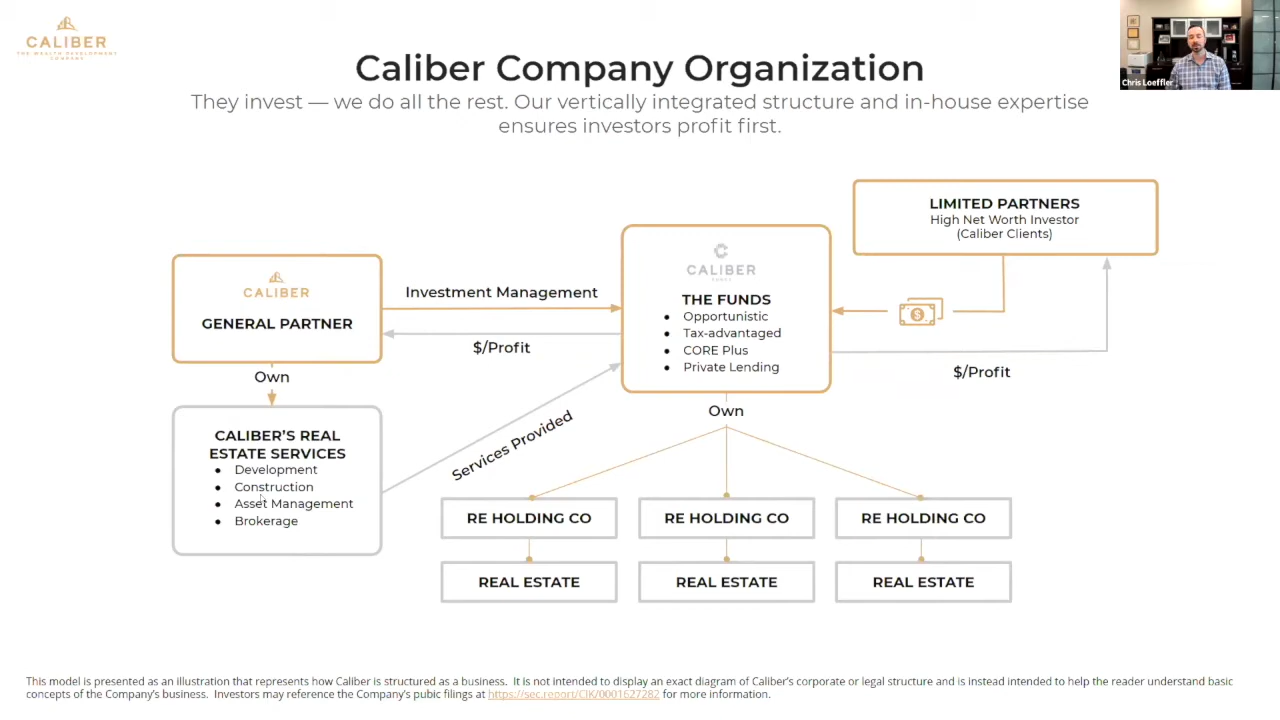 CALIBER
THE WEALTH DEVELOPMENT
COMPANY
Chris Loeffler
Caliber Company Organization
They invest — we do all the rest. Our vertically integrated structure and in-house expertise
ensures investors profit first.
LIMITED PARTNERS
High Net Worth Investor
(Caliber Clients)
CALIBER
GENERAL PARTNER
Investment Management
$/Profit
CALIBER
FUNDS
THE FUNDS
• Opportunistic
• Tax-advantaged
• CORE Plus
• Private Lending
$
$/Profit
Own
CALIBER'S REAL
ESTATE SERVICES
• Development
• Construction
• Asset Management
• Brokerage
Services Provided
Own
RE HOLDING CO
RE HOLDING CO
RE HOLDING CO
REAL ESTATE
REAL ESTATE
REAL ESTATE
This model is presented as an illustration that represents how Caliber is structured as a business. It is not intended to display an exact diagram of Caliber's corporate or legal structure and is instead intended to help the reader understand basic
concepts of the Company's business. Investors may reference the Company's pubic filings at https://sec.report/CIK/0001627282 for more information.